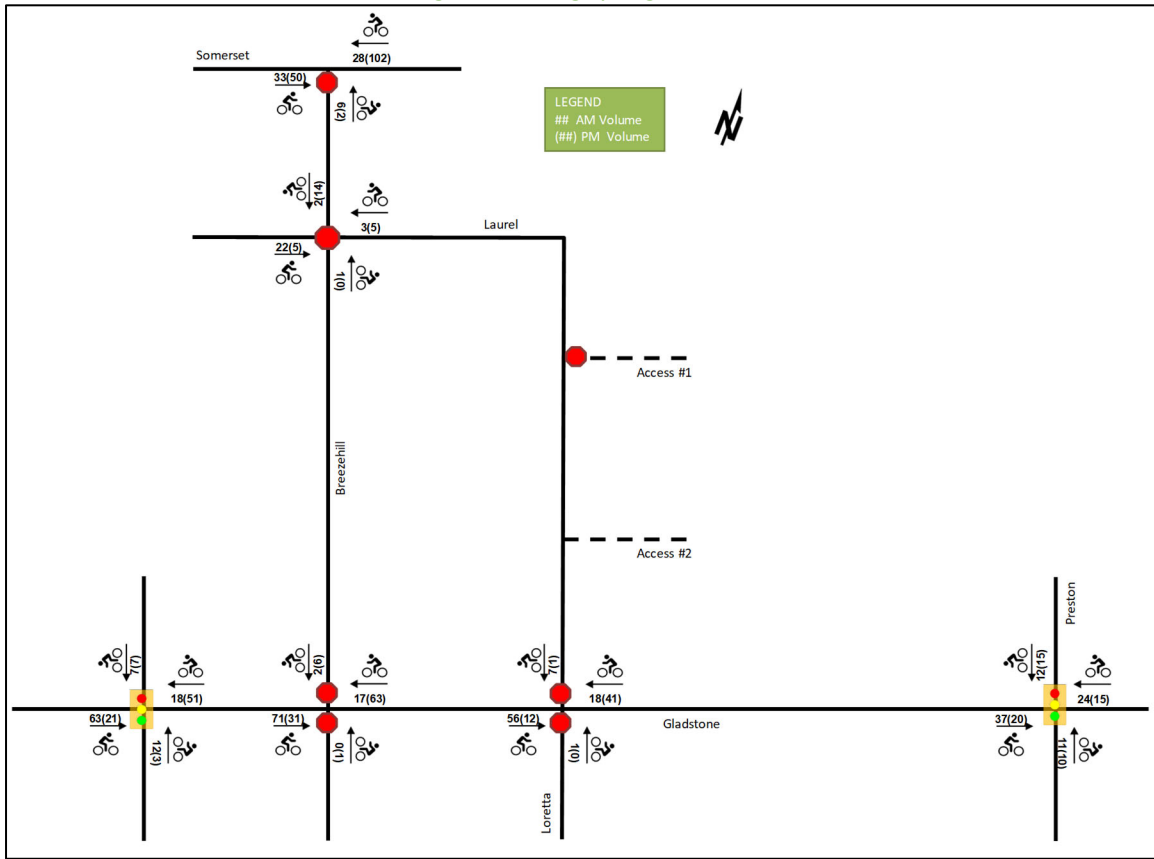 28(102)
Somerset
33(50)
6(2)
LEGEND
## AM Volume
(##) PM Volume
N
2(14)
3(5)
Laurel
22(5)
1(0)
Access #1
Breezehill
Access #2
Preston
7(7)
18(51)
63(21)
12(3)
2(6)
17(63)
71(31)
0(1)
7(1)
18(41)
56(12)
1(0)
Gladstone
Loretta
12(15)
24(15)
37(20)
11(10)